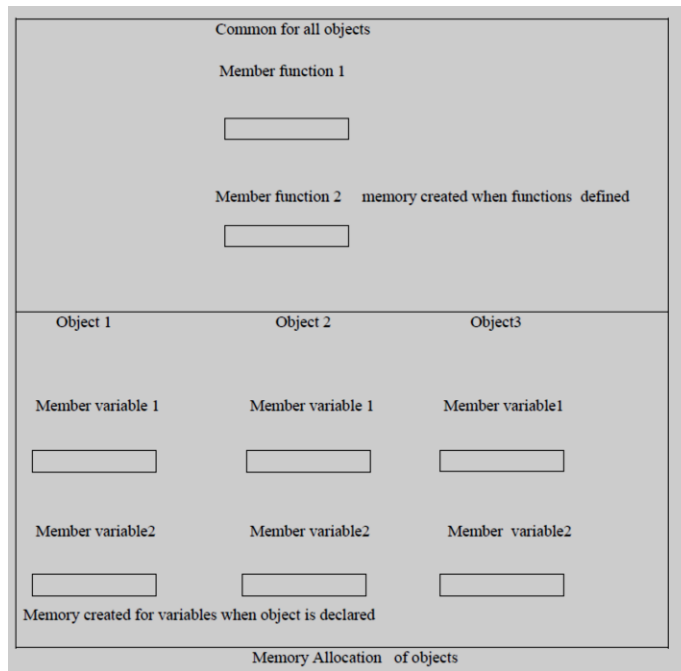 Common for all objects
Member function 1
Member function 2 memory created when functions defined
Object 1 Object 2 Object3
Member variable 1 Member variable 1 Member variable1
Member variable2 Member variable2 Member variable2
Memory created for variables when object is declared
Memory Allocation of objects